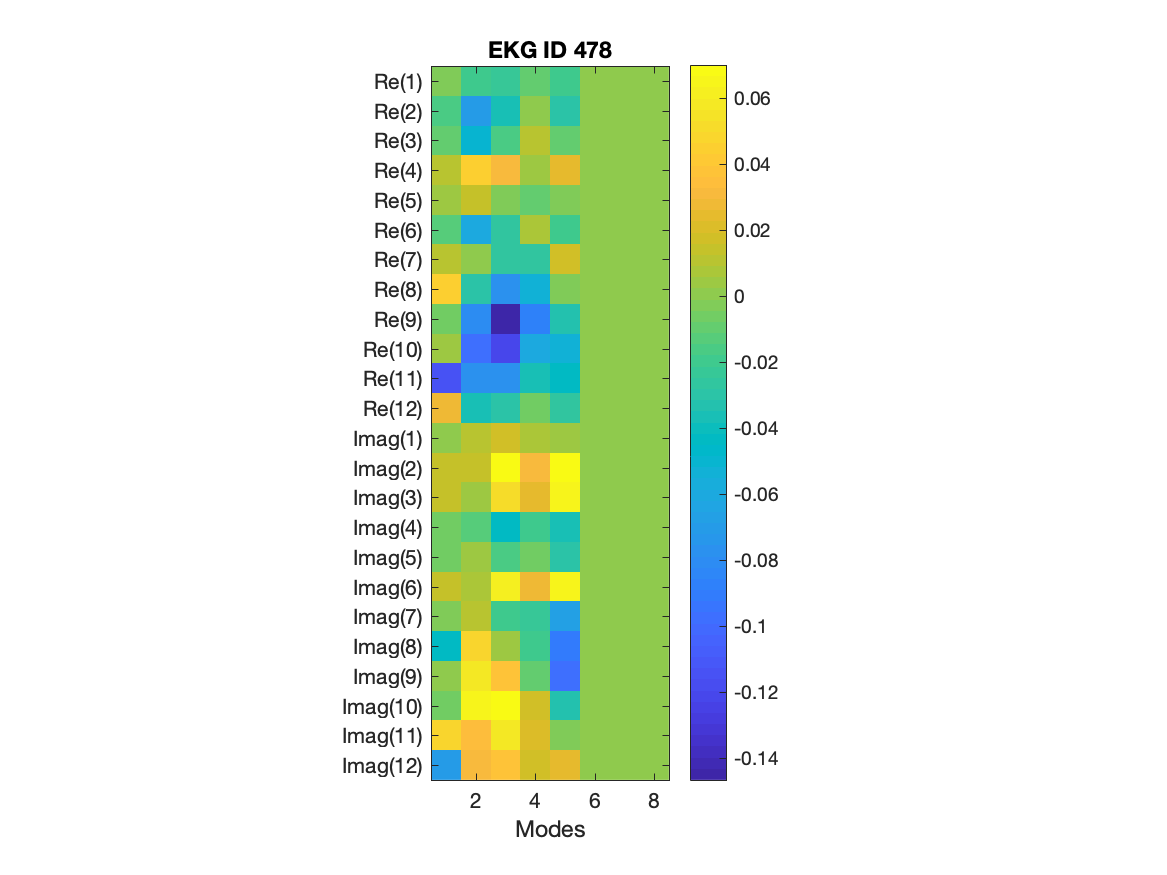 EKG ID 478
Re(1)
Re(2)
Re(3)
Re(4)
Re(5)
Re(6)
Re(7)
Re(8)
Re(9)
Re(10)
Re(11)
Re(12)
Imag(1)
Imag(2)
Imag(3)
Imag(4)
Imag(5)
Imag(6)
Imag(7)
Imag(8)
Imag(9)
Imag(10)
Imag(11)
Imag(12)
2 4 6 8
Modes
0.06
0.04
0.02
0
-0.02
-0.04
-0.06
-0.08
-0.1
-0.12
-0.14